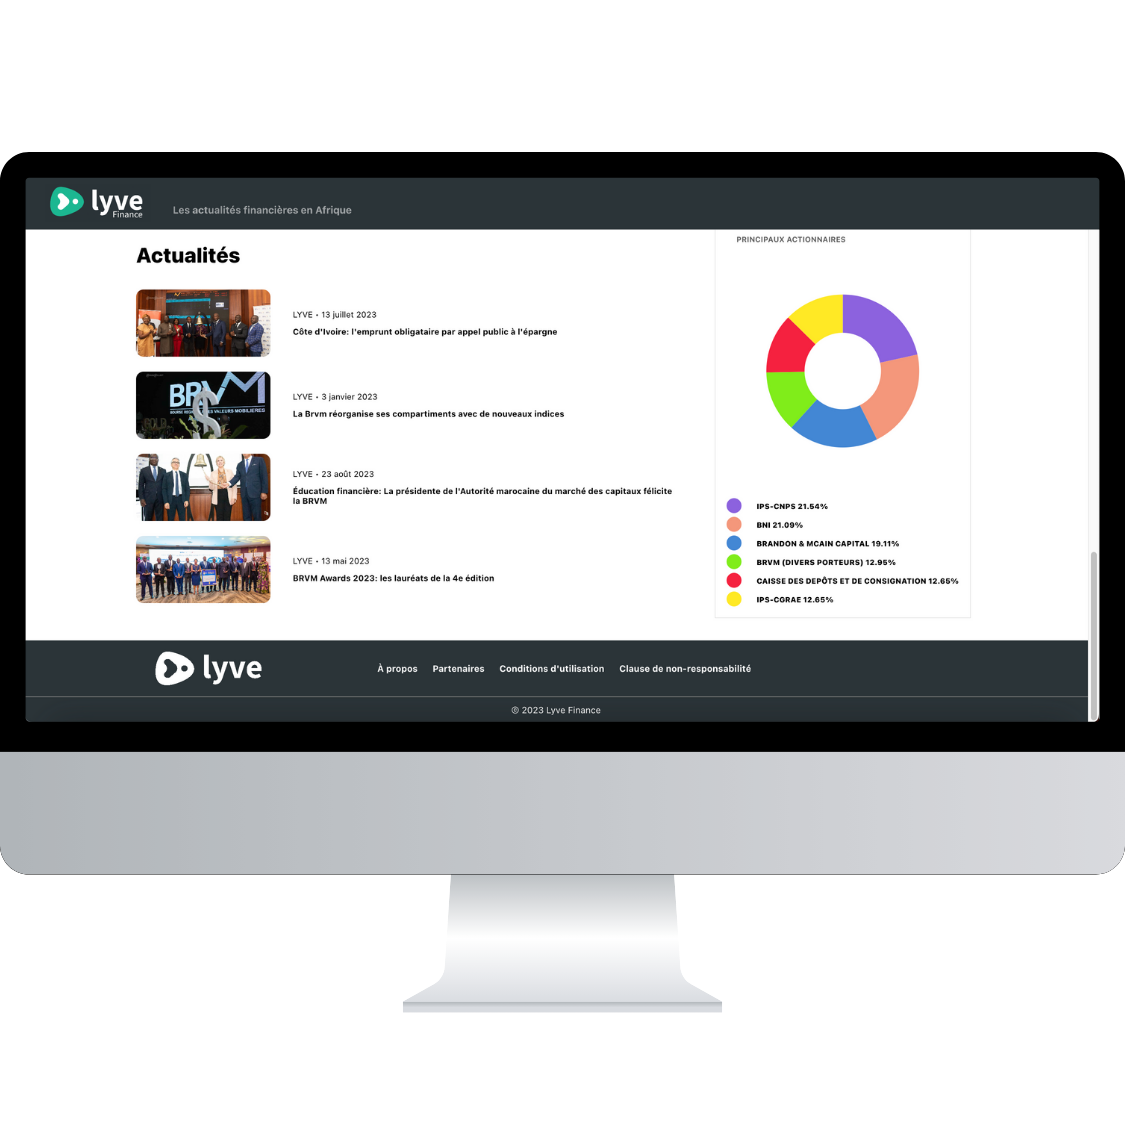 lyve
Finance
Les actualités financières en Afrique
Actualités
LYVE • 13 juillet 2023
Côte d'Ivoire: l'emprunt obligataire par appel public à l'épargne
BRVM
LYVE • 3 janvier 2023
La Brvm réorganise ses compartiments avec de nouveaux indices
LYVE • 23 août 2023
Éducation financière: La présidente de l'Autorité marocaine du marché des capitaux félicite
la BRVM
LYVE • 13 mai 2023
BRVM Awards 2023: les lauréats de la 4e édition
PRINCIPAUX ACTIONNAIRES
IPS-CNPS 21.54%
BNI 21.09%
BRANDON & MCAIN CAPITAL 19.11%
BRVM (DIVERS PORTEURS) 12.95%
CAISSE DES DEPÔTS ET DE CONSIGNATION 12.65%
IPS-CGRAE 12.65%
lyve
À propos
Partenaires
Conditions d'utilisation
Clause de non-responsabilité
© 2023 Lyve Finance